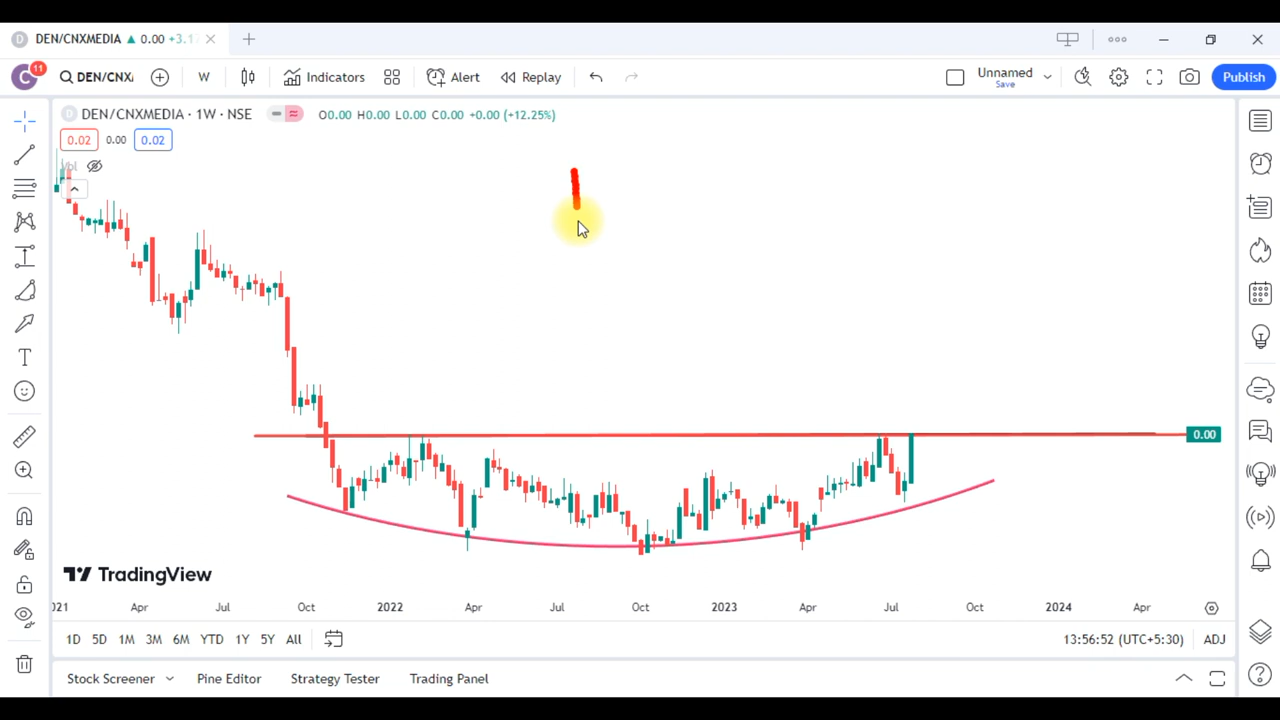 DEN/CNXMEDIA ▲ 0.00
C 11 DEN/CNX W Indicators Alert Replay Unnamed Save Publish
D DEN/CNXMEDIA · 1W · NSE O0.00 H0.00 L0.00 C0.00 +0.00 (+12.25%)
0.02 0.00 0.02
Vol
0.00
TradingView
Apr Jul Oct 2022 Apr Jul Oct 2023 Apr Jul Oct 2024 Apr
1D 5D 1M 3M 6M YTD 1Y 5Y All 13:56:52 (UTC+5:30) ADJ
Stock Screener Pine Editor Strategy Tester Trading Panel